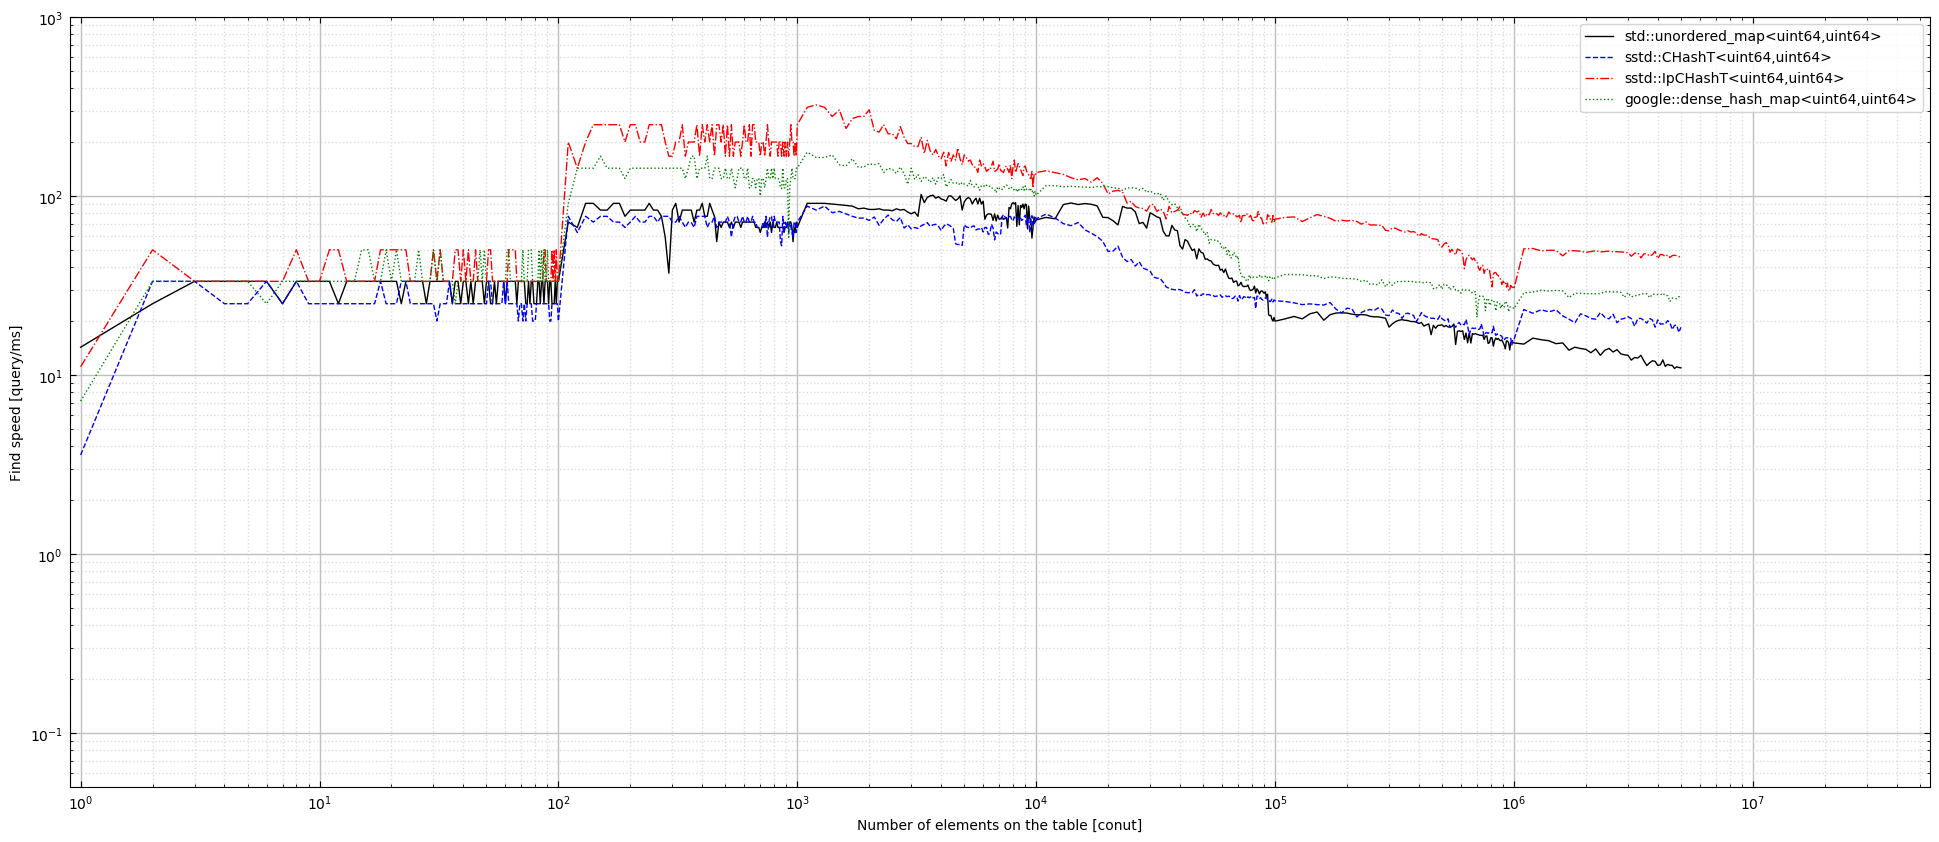 10³
10²
10¹
10⁰
10⁻¹
Find speed [query/ms]
std::unordered_map<uint64,uint64>
sstd::CHashT<uint64,uint64>
sstd::IpCHashT<uint64,uint64>
google::dense_hash_map<uint64,uint64>
10⁰ 10¹ 10² 10³ 10⁴ 10⁵ 10⁶ 10⁷
Number of elements on the table [conut]